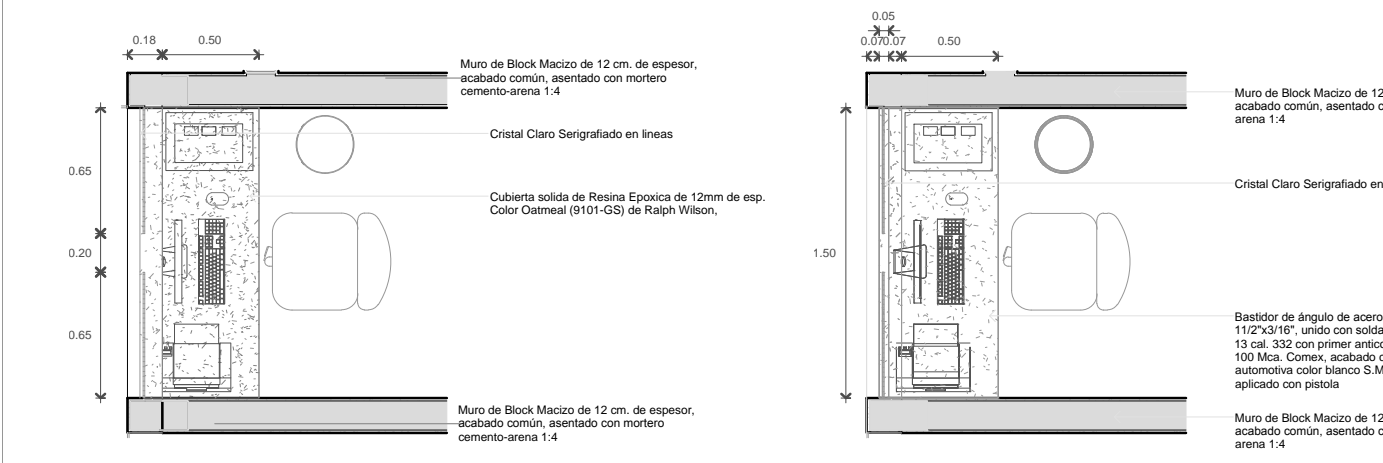 0.18
0.50
Muro de Block Macizo de 12 cm. de espesor,
acabado común, asentado con mortero
cemento-arena 1:4
Cristal Claro Serigrafiado en lineas
0.65
Cubierta solida de Resina Epoxica de 12mm de esp.
Color Oatmeal (9101-GS) de Ralph Wilson,
0.20
0.65
Muro de Block Macizo de 12 cm. de espesor,
acabado común, asentado con mortero
cemento-arena 1:4
0.05
0.07
0.07
0.50
Muro de Block Macizo de 12
acabado común, asentado c
arena 1:4
Cristal Claro Serigrafiado en
1.50
Bastidor de ángulo de acero
11/2"x3/16", unido con solda
13 cal. 332 con primer antico
100 Mca. Comex, acabado c
automotiva color blanco S.M
aplicado con pistola
Muro de Block Macizo de 12
acabado común, asentado c
arena 1:4